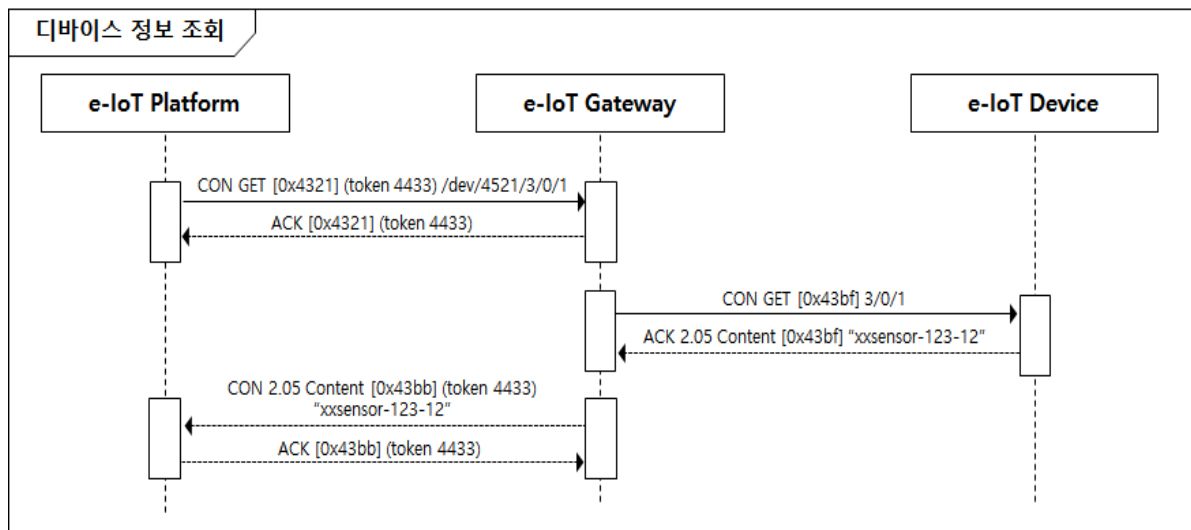 디바이스 정보 조회
e-IoT Platform
e-IoT Gateway
e-IoT Device
CON GET [0x4321] (token 4433) /dev/4521/3/0/1
ACK [0x4321] (token 4433)
CON GET [0x43bf] 3/0/1
ACK 2.05 Content [0x43bf] “xxsensor-123-12”
CON 2.05 Content [0x43bb] (token 4433)
“xxsensor-123-12”
ACK [0x43bb] (token 4433)